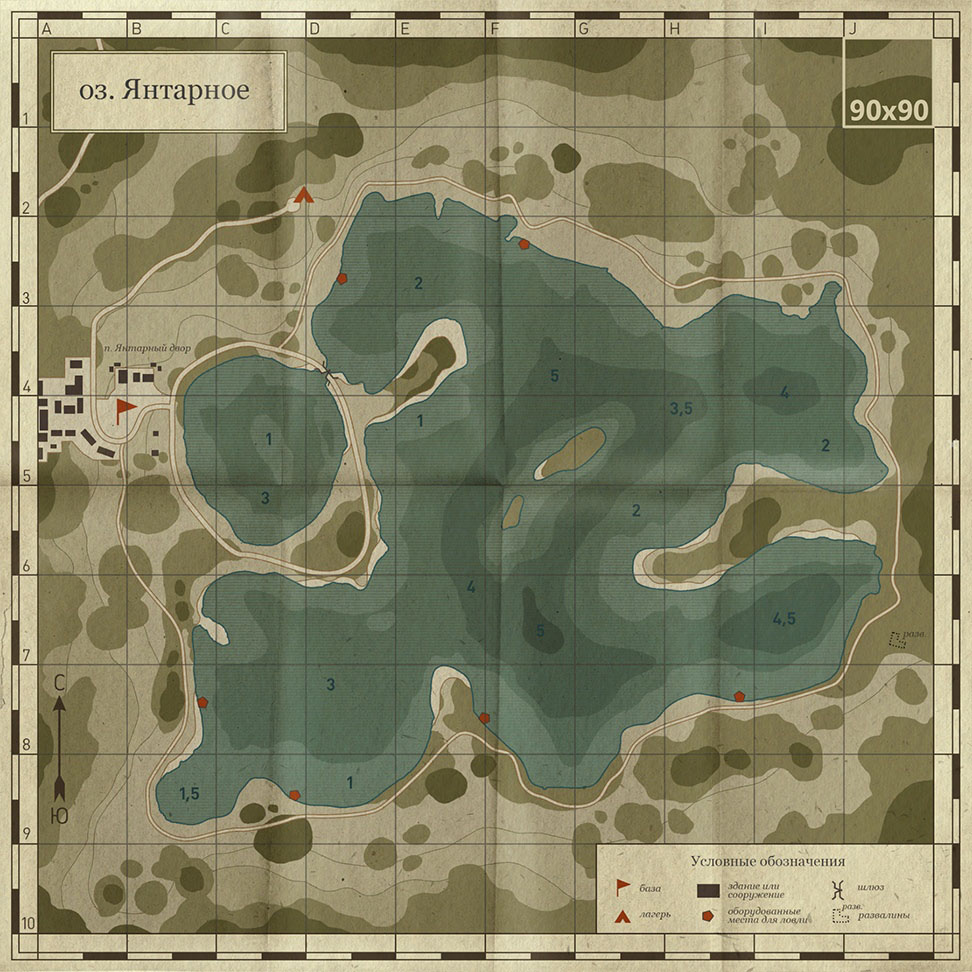 A B C D E F G H I J
оз. Янтарное
90x90
1
2
2
3
п. Янтарный двор
5
4
3,5
4
1
1
2
5
3
2
6
4
4,5
5
разв.
7
С
3
8
1
1,5
Ю
9
Условные обозначения
база
здание или
сооружение
шлюз
лагерь
оборудованные
места для ловли
разв.
развалины
10